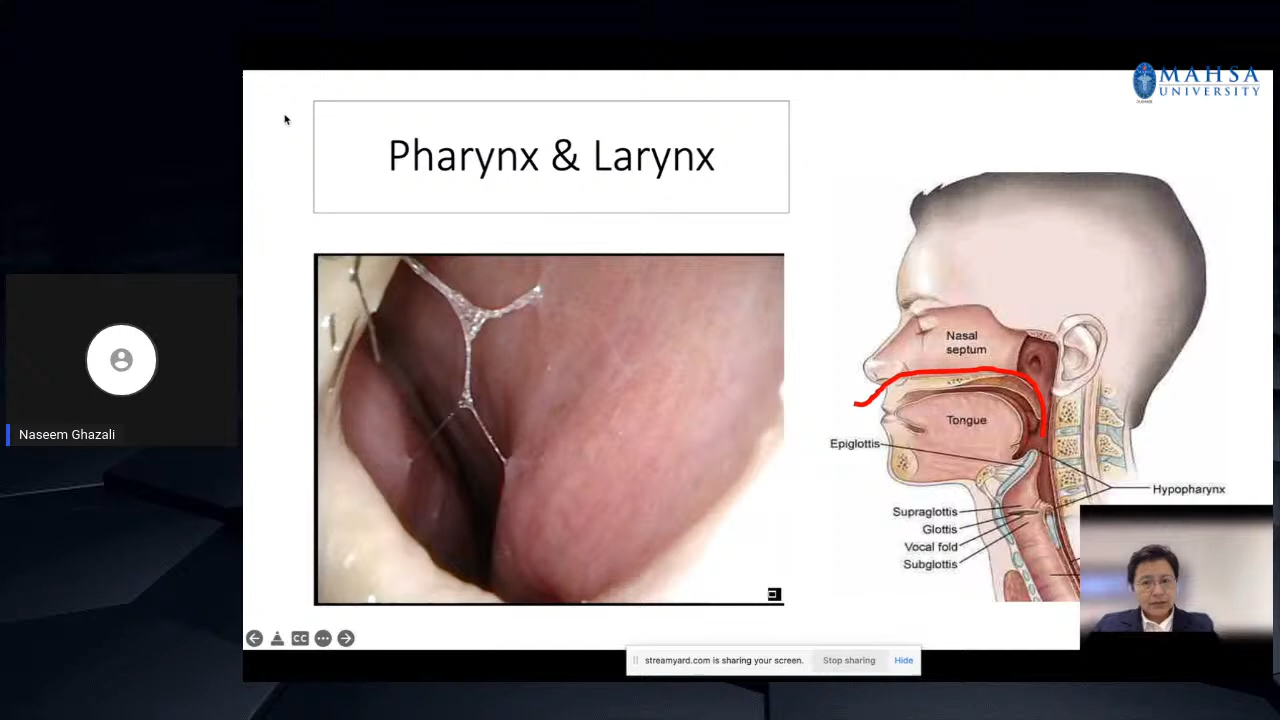 MAHSA
UNIVERSITY
Pharynx & Larynx
Nasal
septum
Tongue
Epiglottis
Hypopharynx
Supraglottis
Glottis
Vocal fold
Subglottis
Naseem Ghazali
CC
streamyard.com is sharing your screen.
Stop sharing
Hide